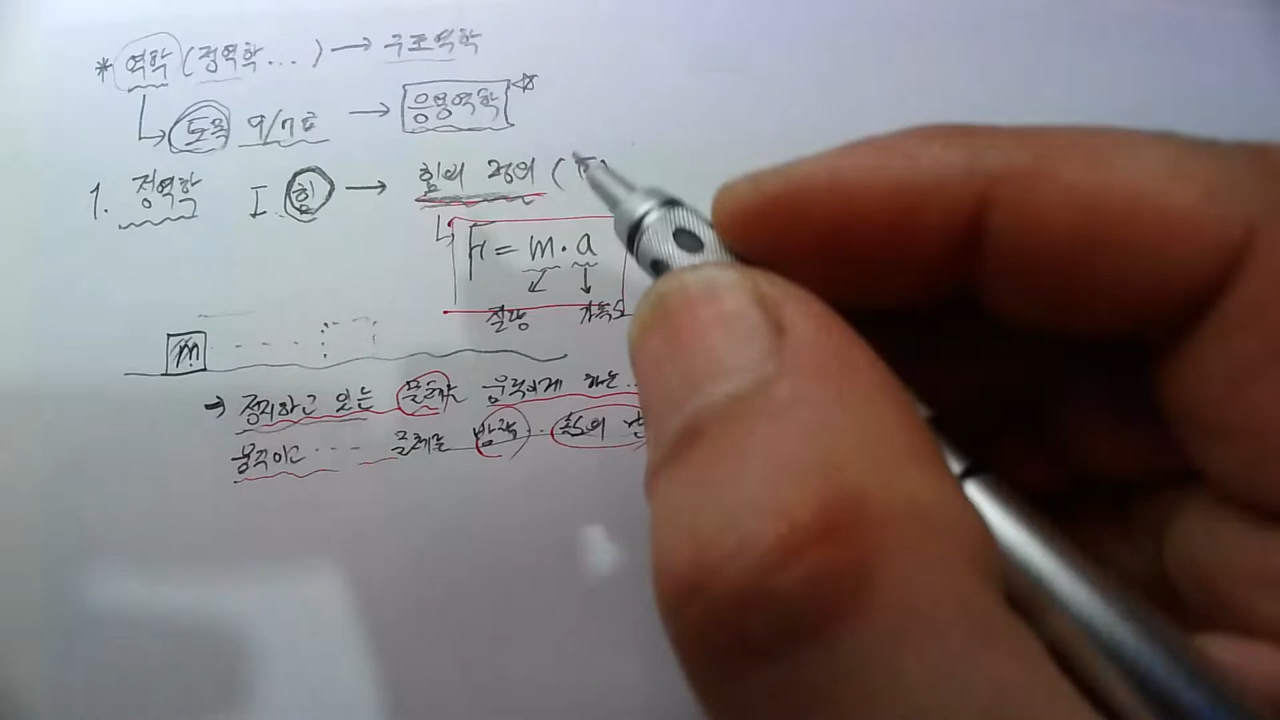 * 역학 (정역학...) → 구조역학
토목 9/7급 → 응용역학
1. 정역학 I 힘 → 힘의 정의 (F)
F = m · a
질량 가속도
m
→ 정지하고 있는 물체가 움직이게 하는..
움직이고 ... 물체는 방향.. 속도의